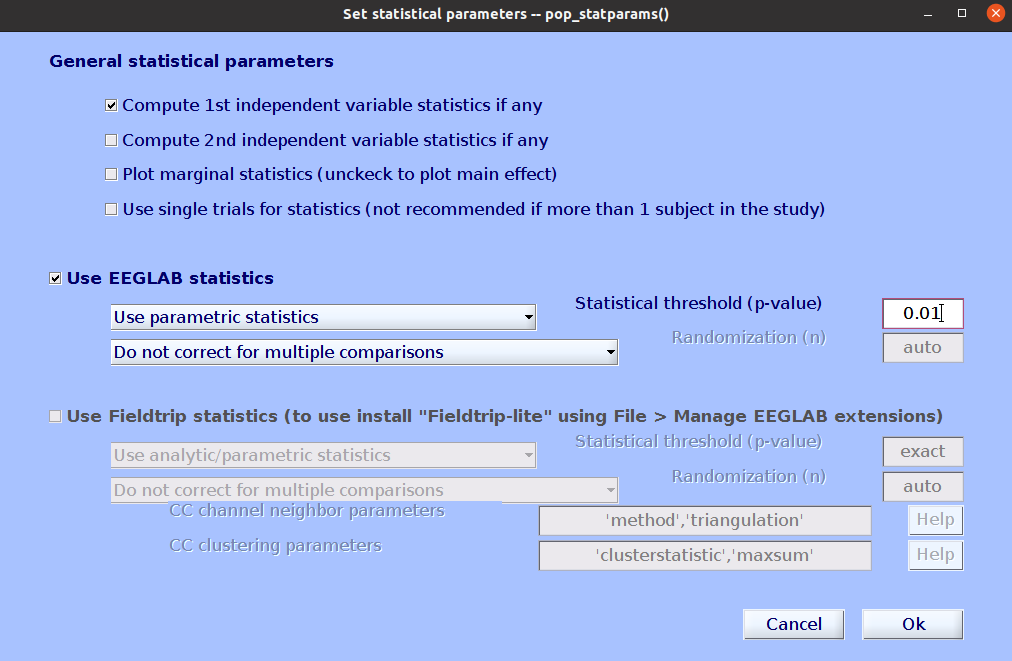 Set statistical parameters -- pop_statparams()
General statistical parameters
Compute 1st independent variable statistics if any
Compute 2nd independent variable statistics if any
Plot marginal statistics (unckeck to plot main effect)
Use single trials for statistics (not recommended if more than 1 subject in the study)
Use EEGLAB statistics
Statistical threshold (p-value)
Use parametric statistics
0.01
Randomization (n)
auto
Do not correct for multiple comparisons
Use Fieldtrip statistics (to use install "Fieldtrip-lite" using File > Manage EEGLAB extensions)
Statistical threshold (p-value)
Use analytic/parametric statistics
exact
Randomization (n)
auto
Do not correct for multiple comparisons
CC channel neighbor parameters
'method','triangulation'
Help
CC clustering parameters
'clusterstatistic','maxsum'
Help
Cancel
Ok